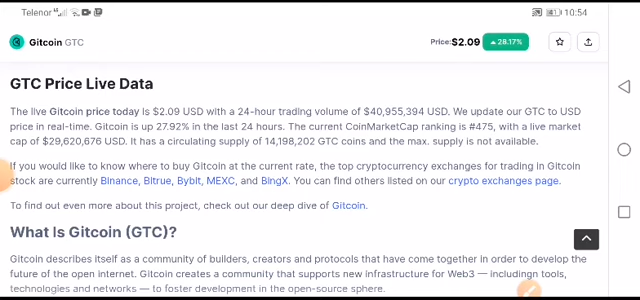 Telenor 10:54
Gitcoin GTC Price:$2.09 28.17%
GTC Price Live Data
The live Gitcoin price today is $2.09 USD with a 24-hour trading volume of $40,955,394 USD. We update our GTC to USD
price in real-time. Gitcoin is up 27.92% in the last 24 hours. The current CoinMarketCap ranking is #475, with a live market
cap of $29,620,676 USD. It has a circulating supply of 14,198,202 GTC coins and the max. supply is not available.
If you would like to know where to buy Gitcoin at the current rate, the top cryptocurrency exchanges for trading in Gitcoin
stock are currently Binance, Bitrue, Bybit, MEXC, and BingX. You can find others listed on our crypto exchanges page.
To find out even more about this project, check out our deep dive of Gitcoin.
What Is Gitcoin (GTC)?
Gitcoin describes itself as a community of builders, creators and protocols that have come together in order to develop the
future of the open internet. Gitcoin creates a community that supports new infrastructure for Web3 — includingn tools,
technologies and networks — to foster development in the open-source sphere.